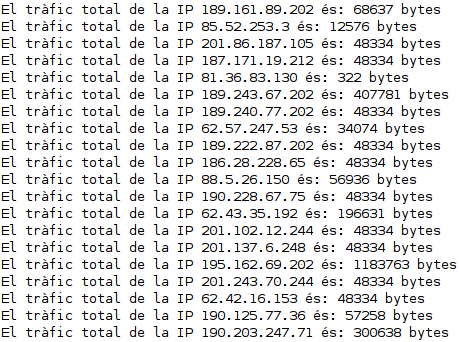 El tràfic total de la IP 189.161.89.202 és: 68637 bytes
El tràfic total de la IP 85.52.253.3 és: 12576 bytes
El tràfic total de la IP 201.86.187.105 és: 48334 bytes
El tràfic total de la IP 187.171.19.212 és: 48334 bytes
El tràfic total de la IP 81.36.83.130 és: 322 bytes
El tràfic total de la IP 189.243.67.202 és: 407781 bytes
El tràfic total de la IP 189.240.77.202 és: 48334 bytes
El tràfic total de la IP 62.57.247.53 és: 34074 bytes
El tràfic total de la IP 189.222.87.202 és: 48334 bytes
El tràfic total de la IP 186.28.228.65 és: 48334 bytes
El tràfic total de la IP 88.5.26.150 és: 56936 bytes
El tràfic total de la IP 190.228.67.75 és: 48334 bytes
El tràfic total de la IP 62.43.35.192 és: 196631 bytes
El tràfic total de la IP 201.102.12.244 és: 48334 bytes
El tràfic total de la IP 201.137.6.248 és: 48334 bytes
El tràfic total de la IP 195.162.69.202 és: 1183763 bytes
El tràfic total de la IP 201.243.70.244 és: 48334 bytes
El tràfic total de la IP 62.42.16.153 és: 48334 bytes
El tràfic total de la IP 190.125.77.36 és: 57258 bytes
El tràfic total de la IP 190.203.247.71 és: 300638 bytes